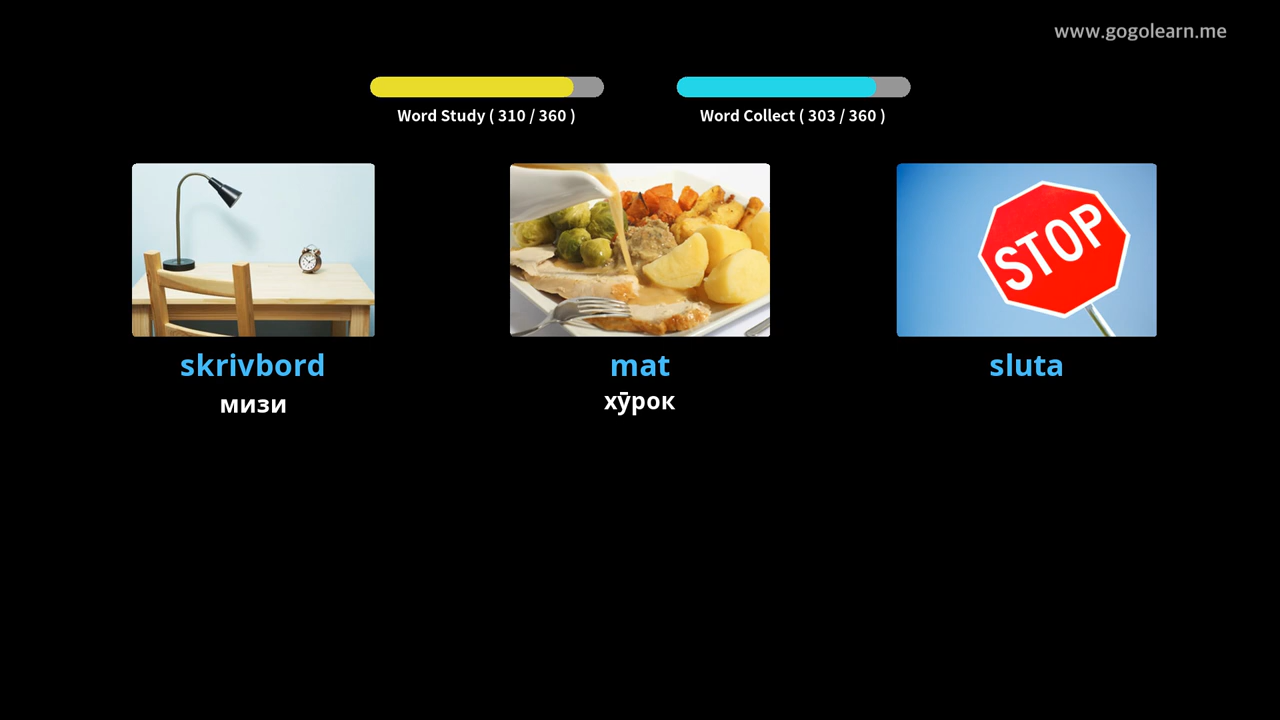 www.gogolearn.me
Word Study ( 310 / 360 )
Word Collect ( 303 / 360 )
STOP
skrivbord
mat
sluta
мизи
хӯрок